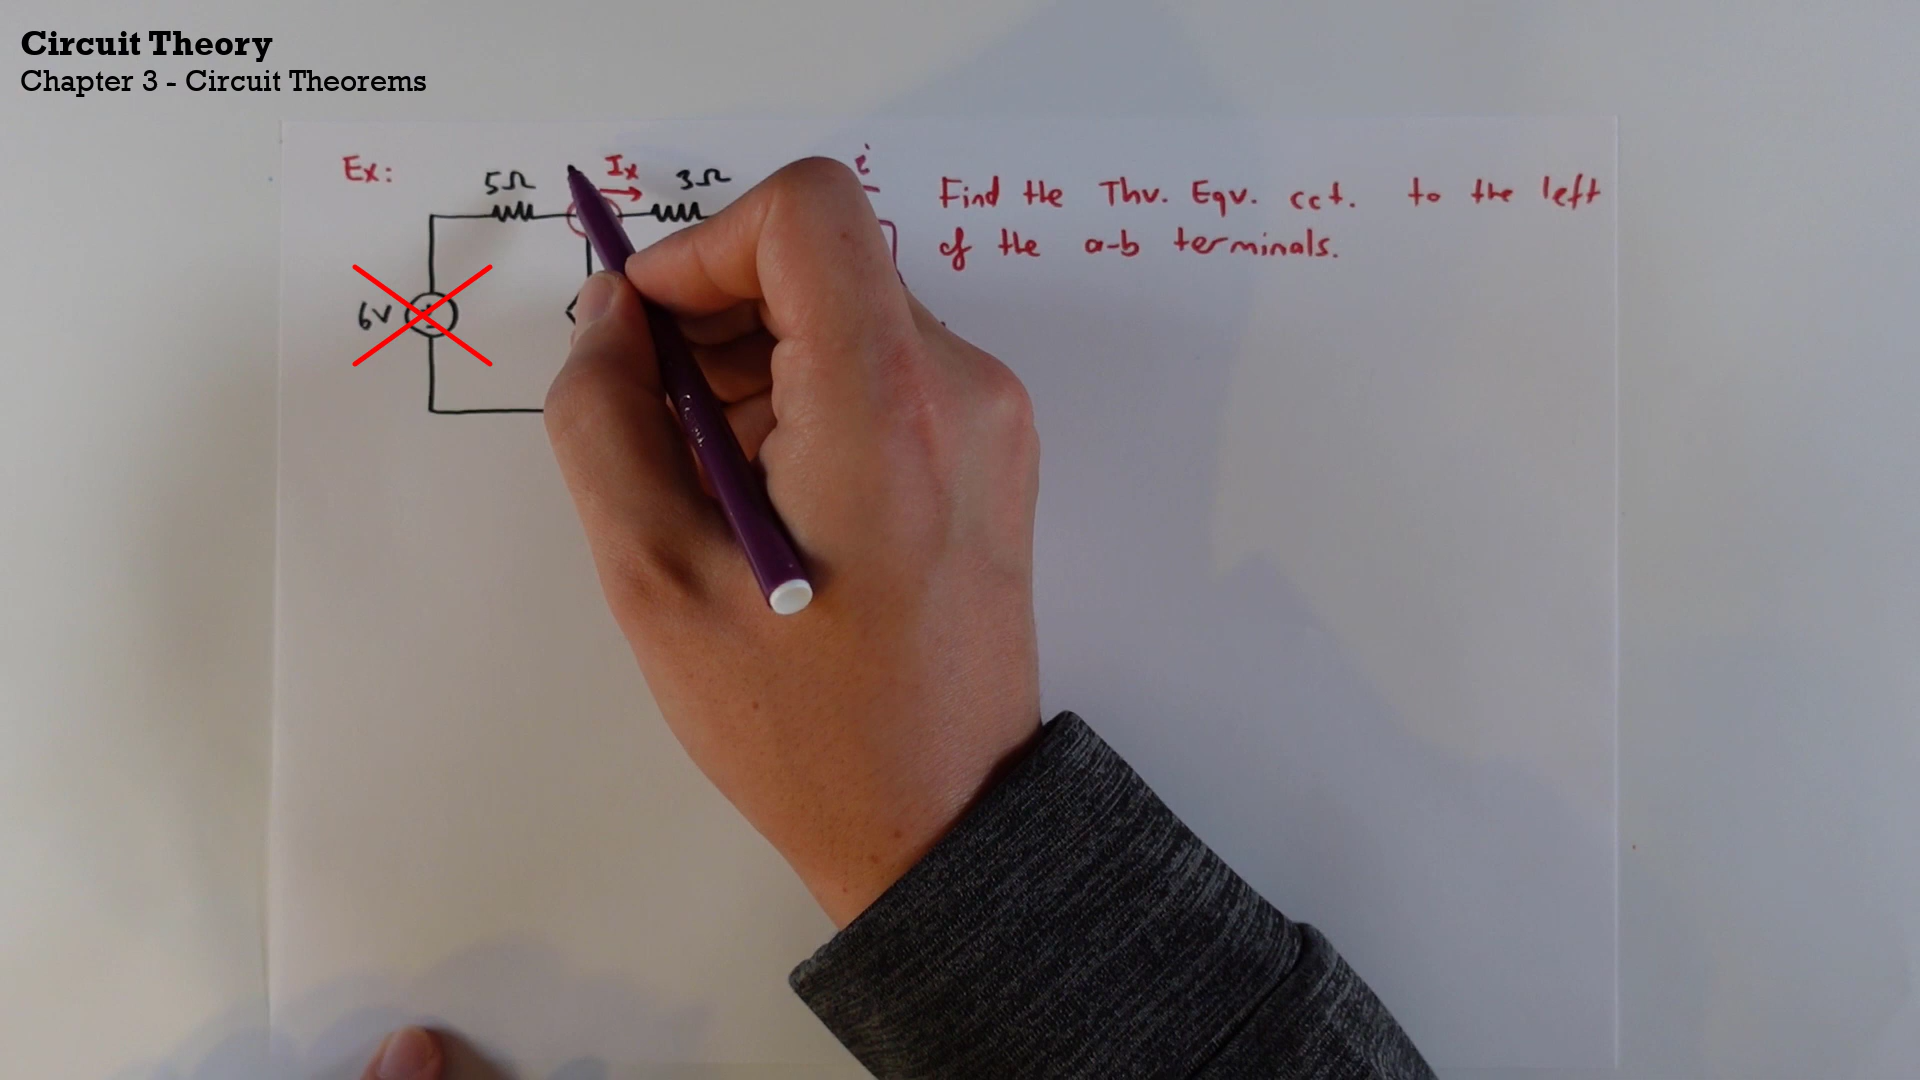 Circuit Theory
Chapter 3 - Circuit Theorems
Ex:
5Ω
Ix
3Ω
i
6V
Find the Thv. Eqv. cct. to the left
of the a-b terminals.